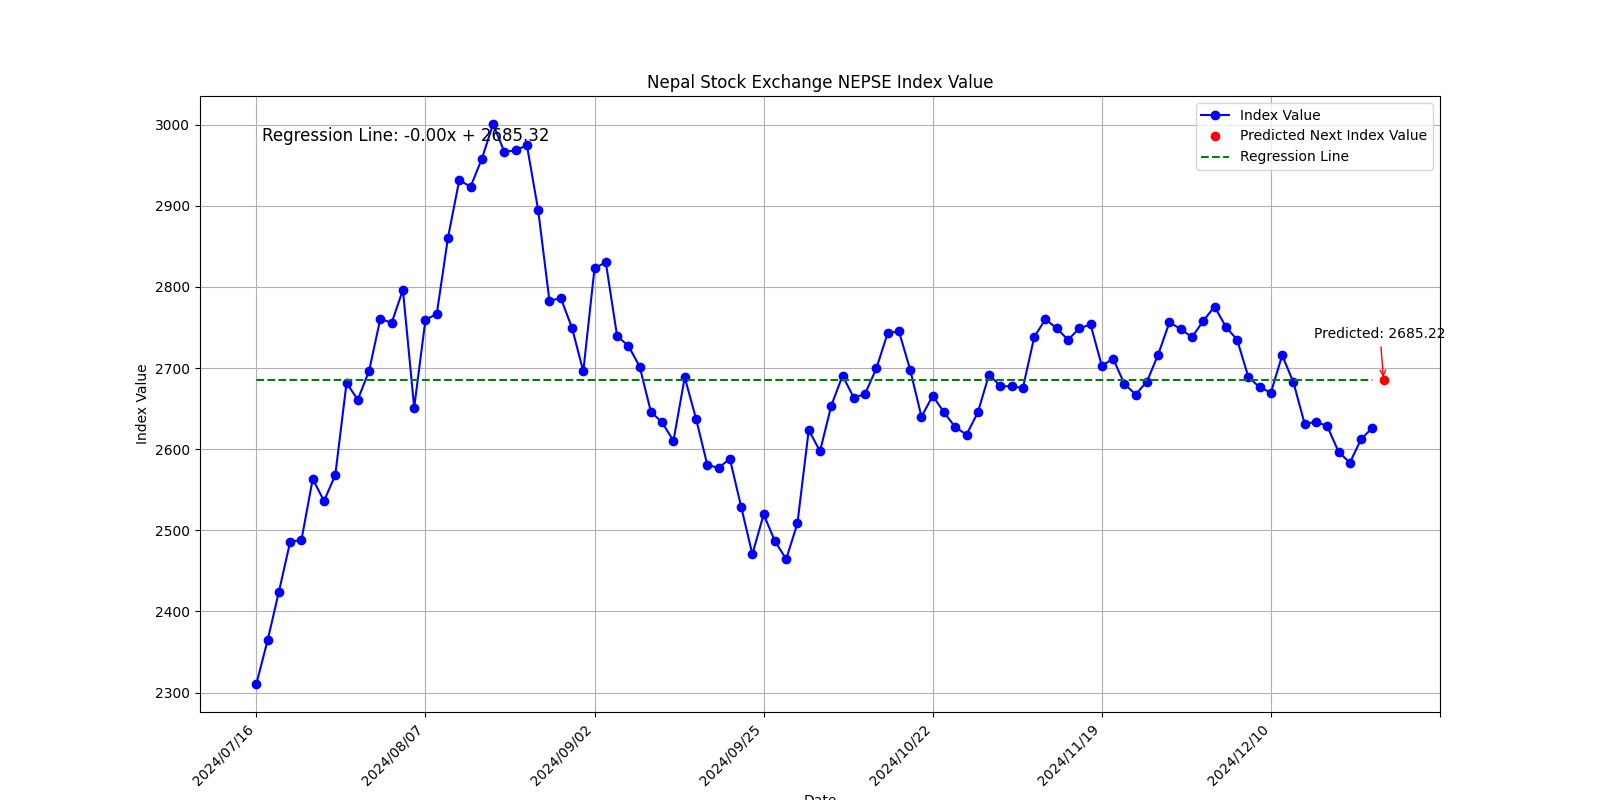 Nepal Stock Exchange NEPSE Index Value
Regression Line: -0.00x + 2685.32
Index Value
Predicted Next Index Value
Regression Line
Predicted: 2685.22
Index Value
3000
2900
2800
2700
2600
2500
2400
2300
2024/07/16
2024/08/07
2024/09/02
2024/09/25
2024/10/22
2024/11/19
2024/12/10
Date